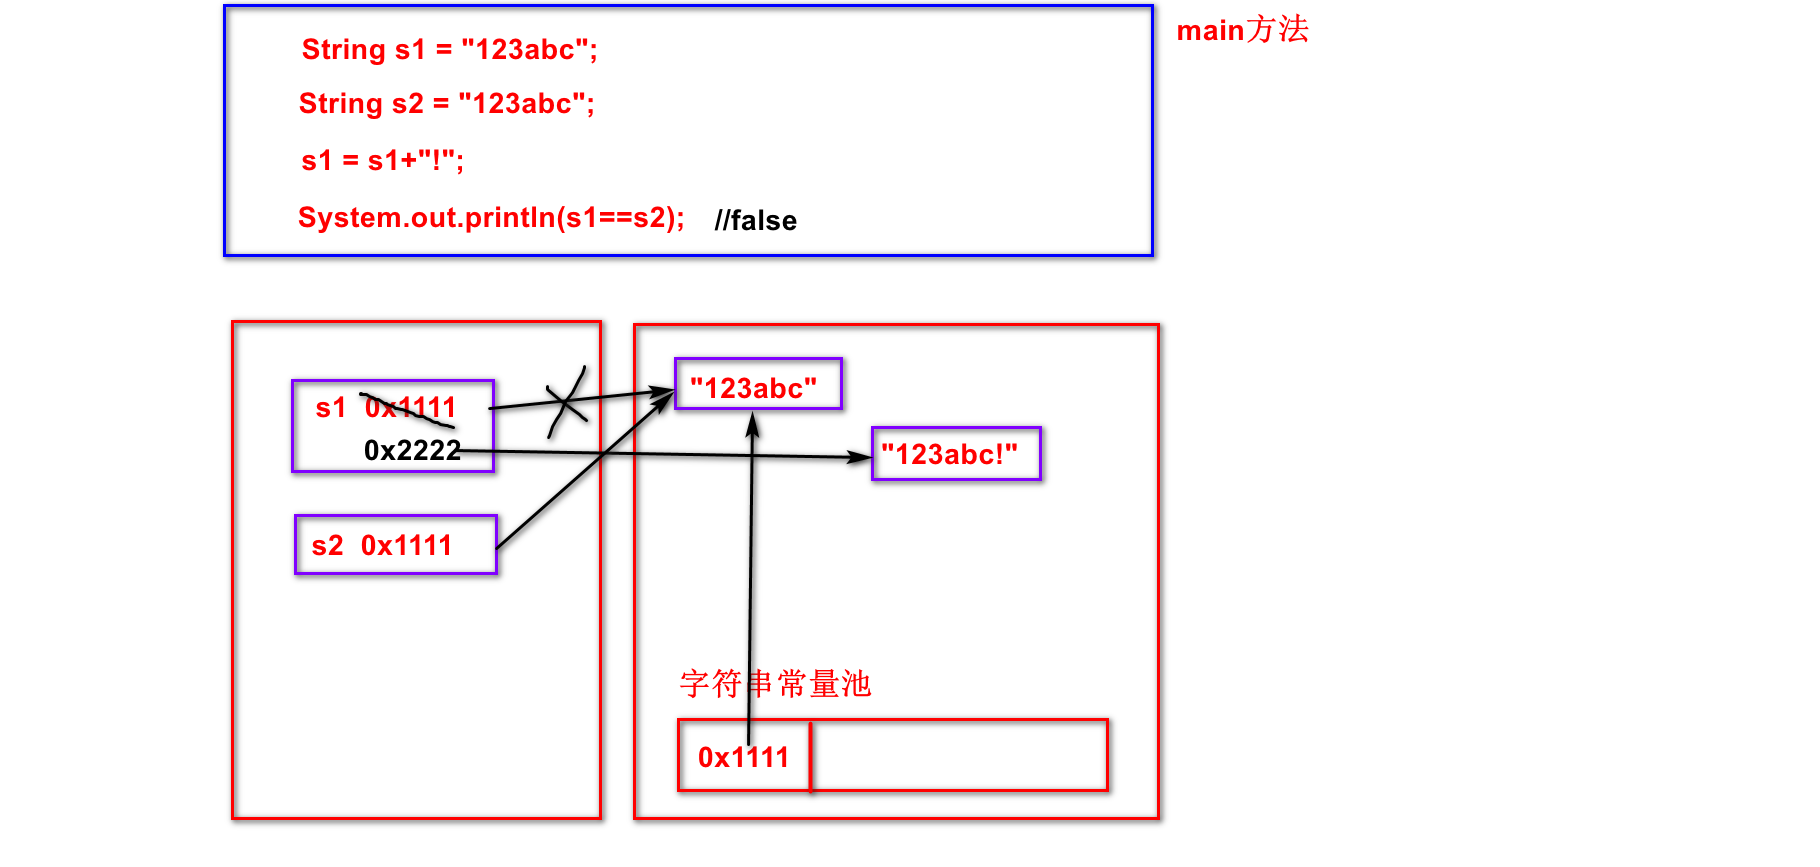 String s1 = "123abc";
main方法
String s2 = "123abc";
s1 = s1+"!";
System.out.println(s1==s2); //false
s1 0x1111
0x2222
s2 0x1111
"123abc"
"123abc!"
字符串常量池
0x1111